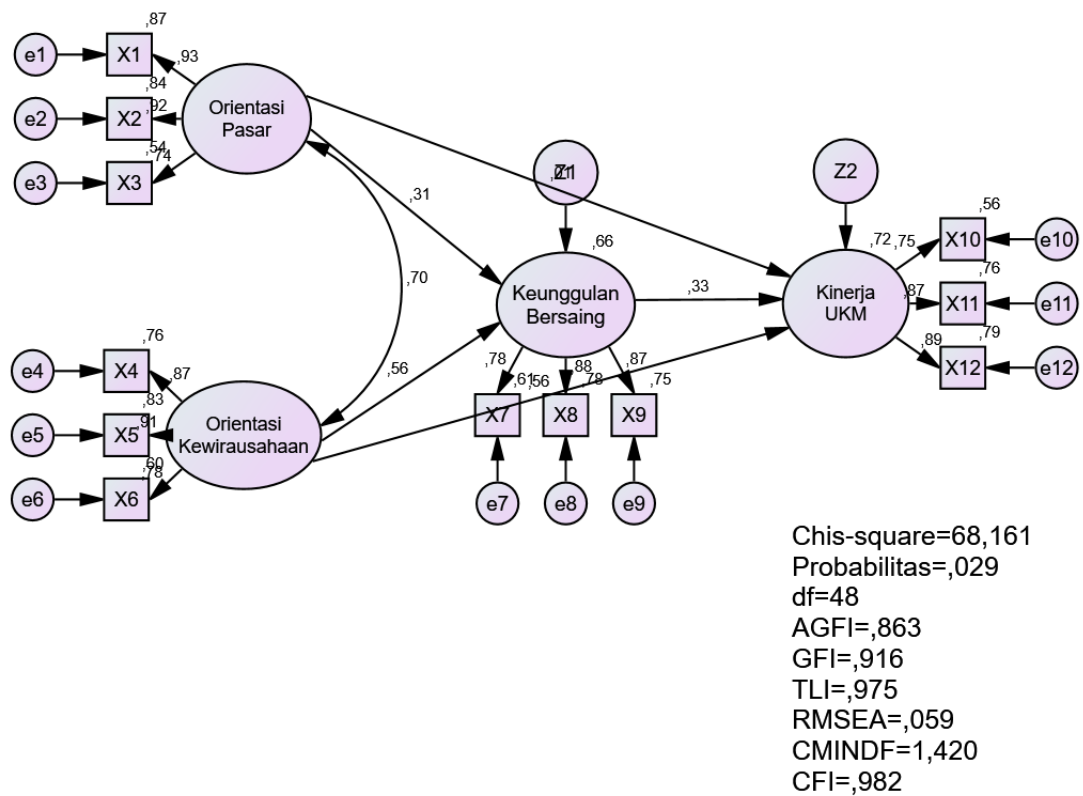 ,87
e1
X1
,93
Orientasi
Pasar
,84
e2
X2
,92
,54
,74
e3
X3
Z1
Z2
,31
,66
,70
Keunggulan
Bersaing
,33
Kinerja
UKM
,72
,75
,56
X10
e10
,76
,87
X11
e11
,79
,89
X12
e12
,76
e4
X4
,87
,83
e5
X5
,91
Orientasi
Kewirausahaan
,60
,78
e6
X6
,56
,78
,88
,87
,61
,56
,78
,75
X7
X8
X9
e7
e8
e9
Chis-square=68,161
Probabilitas=,029
df=48
AGFI=,863
GFI=,916
TLI=,975
RMSEA=,059
CMINDF=1,420
CFI=,982